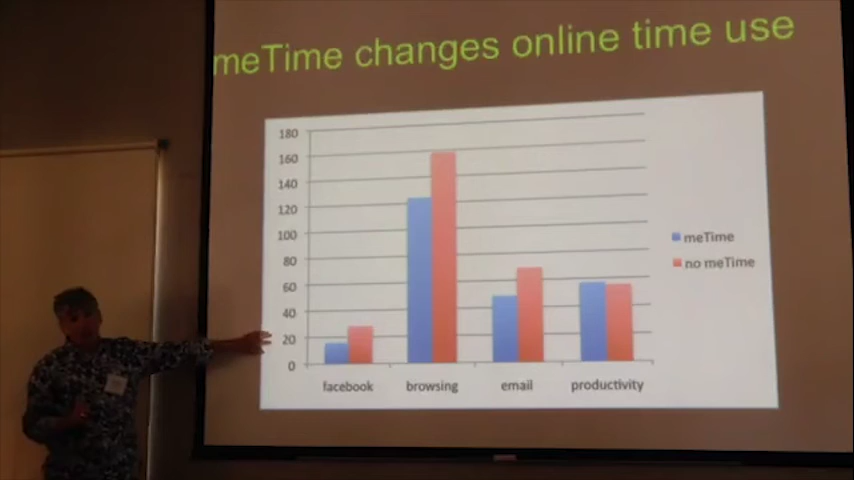 meTime changes online time use
180
160
140
120
100
80
60
40
20
0
meTime
no meTime
facebook browsing email productivity